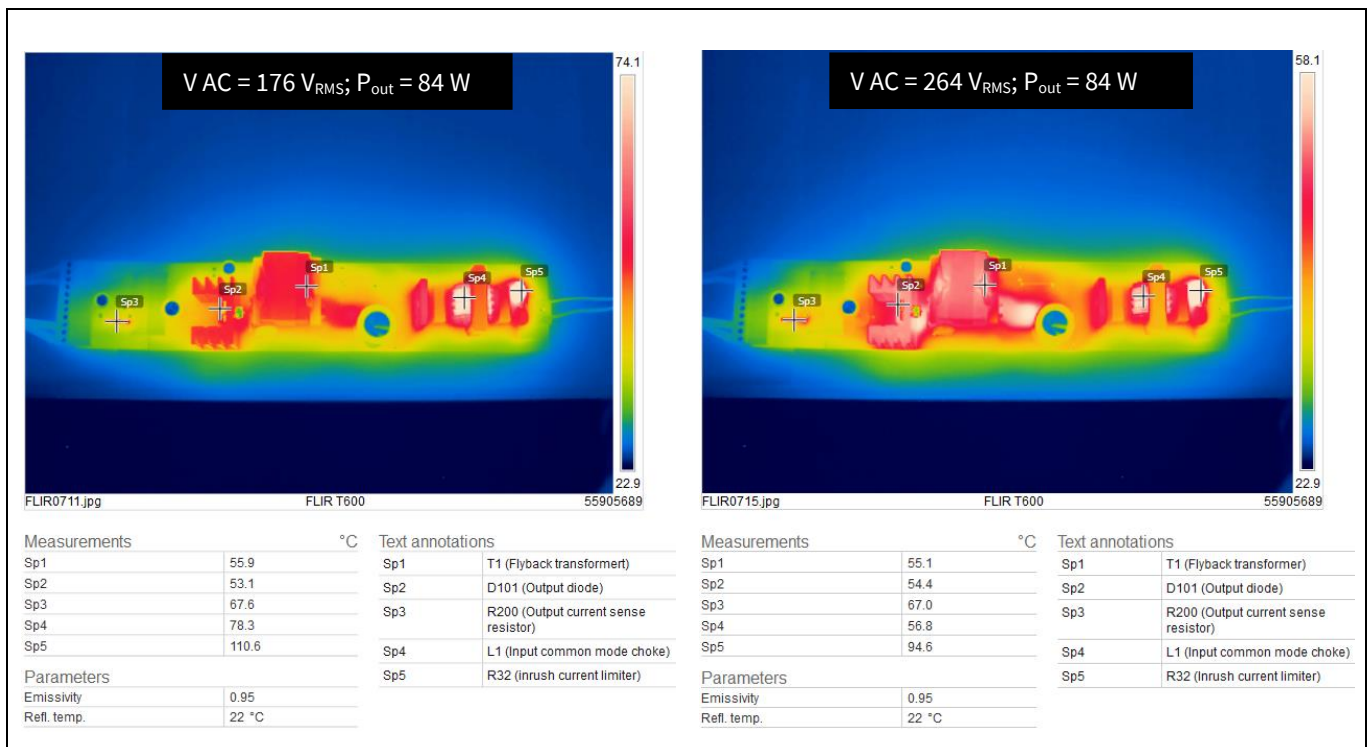 V AC = 176 VRMS; Pout = 84 W
74.1
Sp1
Sp2
Sp3
Sp4
Sp5
22.9
FLIR0711.jpg FLIR T600 55905689
Measurements °C
Sp1 55.9
Sp2 53.1
Sp3 67.6
Sp4 78.3
Sp5 110.6
Parameters
Emissivity 0.95
Refl. temp. 22 °C
Text annotations
Sp1 T1 (Flyback transformert)
Sp2 D101 (Output diode)
Sp3 R200 (Output current sense
resistor)
Sp4 L1 (Input common mode choke)
Sp5 R32 (inrush current limiter)
V AC = 264 VRMS; Pout = 84 W
58.1
Sp1
Sp2
Sp3
Sp4
Sp5
22.9
FLIR0715.jpg FLIR T600 55905689
Measurements °C
Sp1 55.1
Sp2 54.4
Sp3 67.0
Sp4 56.8
Sp5 94.6
Parameters
Emissivity 0.95
Refl. temp. 22 °C
Text annotations
Sp1 T1 (Flyback transformer)
Sp2 D101 (Output diode)
Sp3 R200 (Output current sense
resistor)
Sp4 L1 (Input common mode choke)
Sp5 R32 (Inrush current limiter)